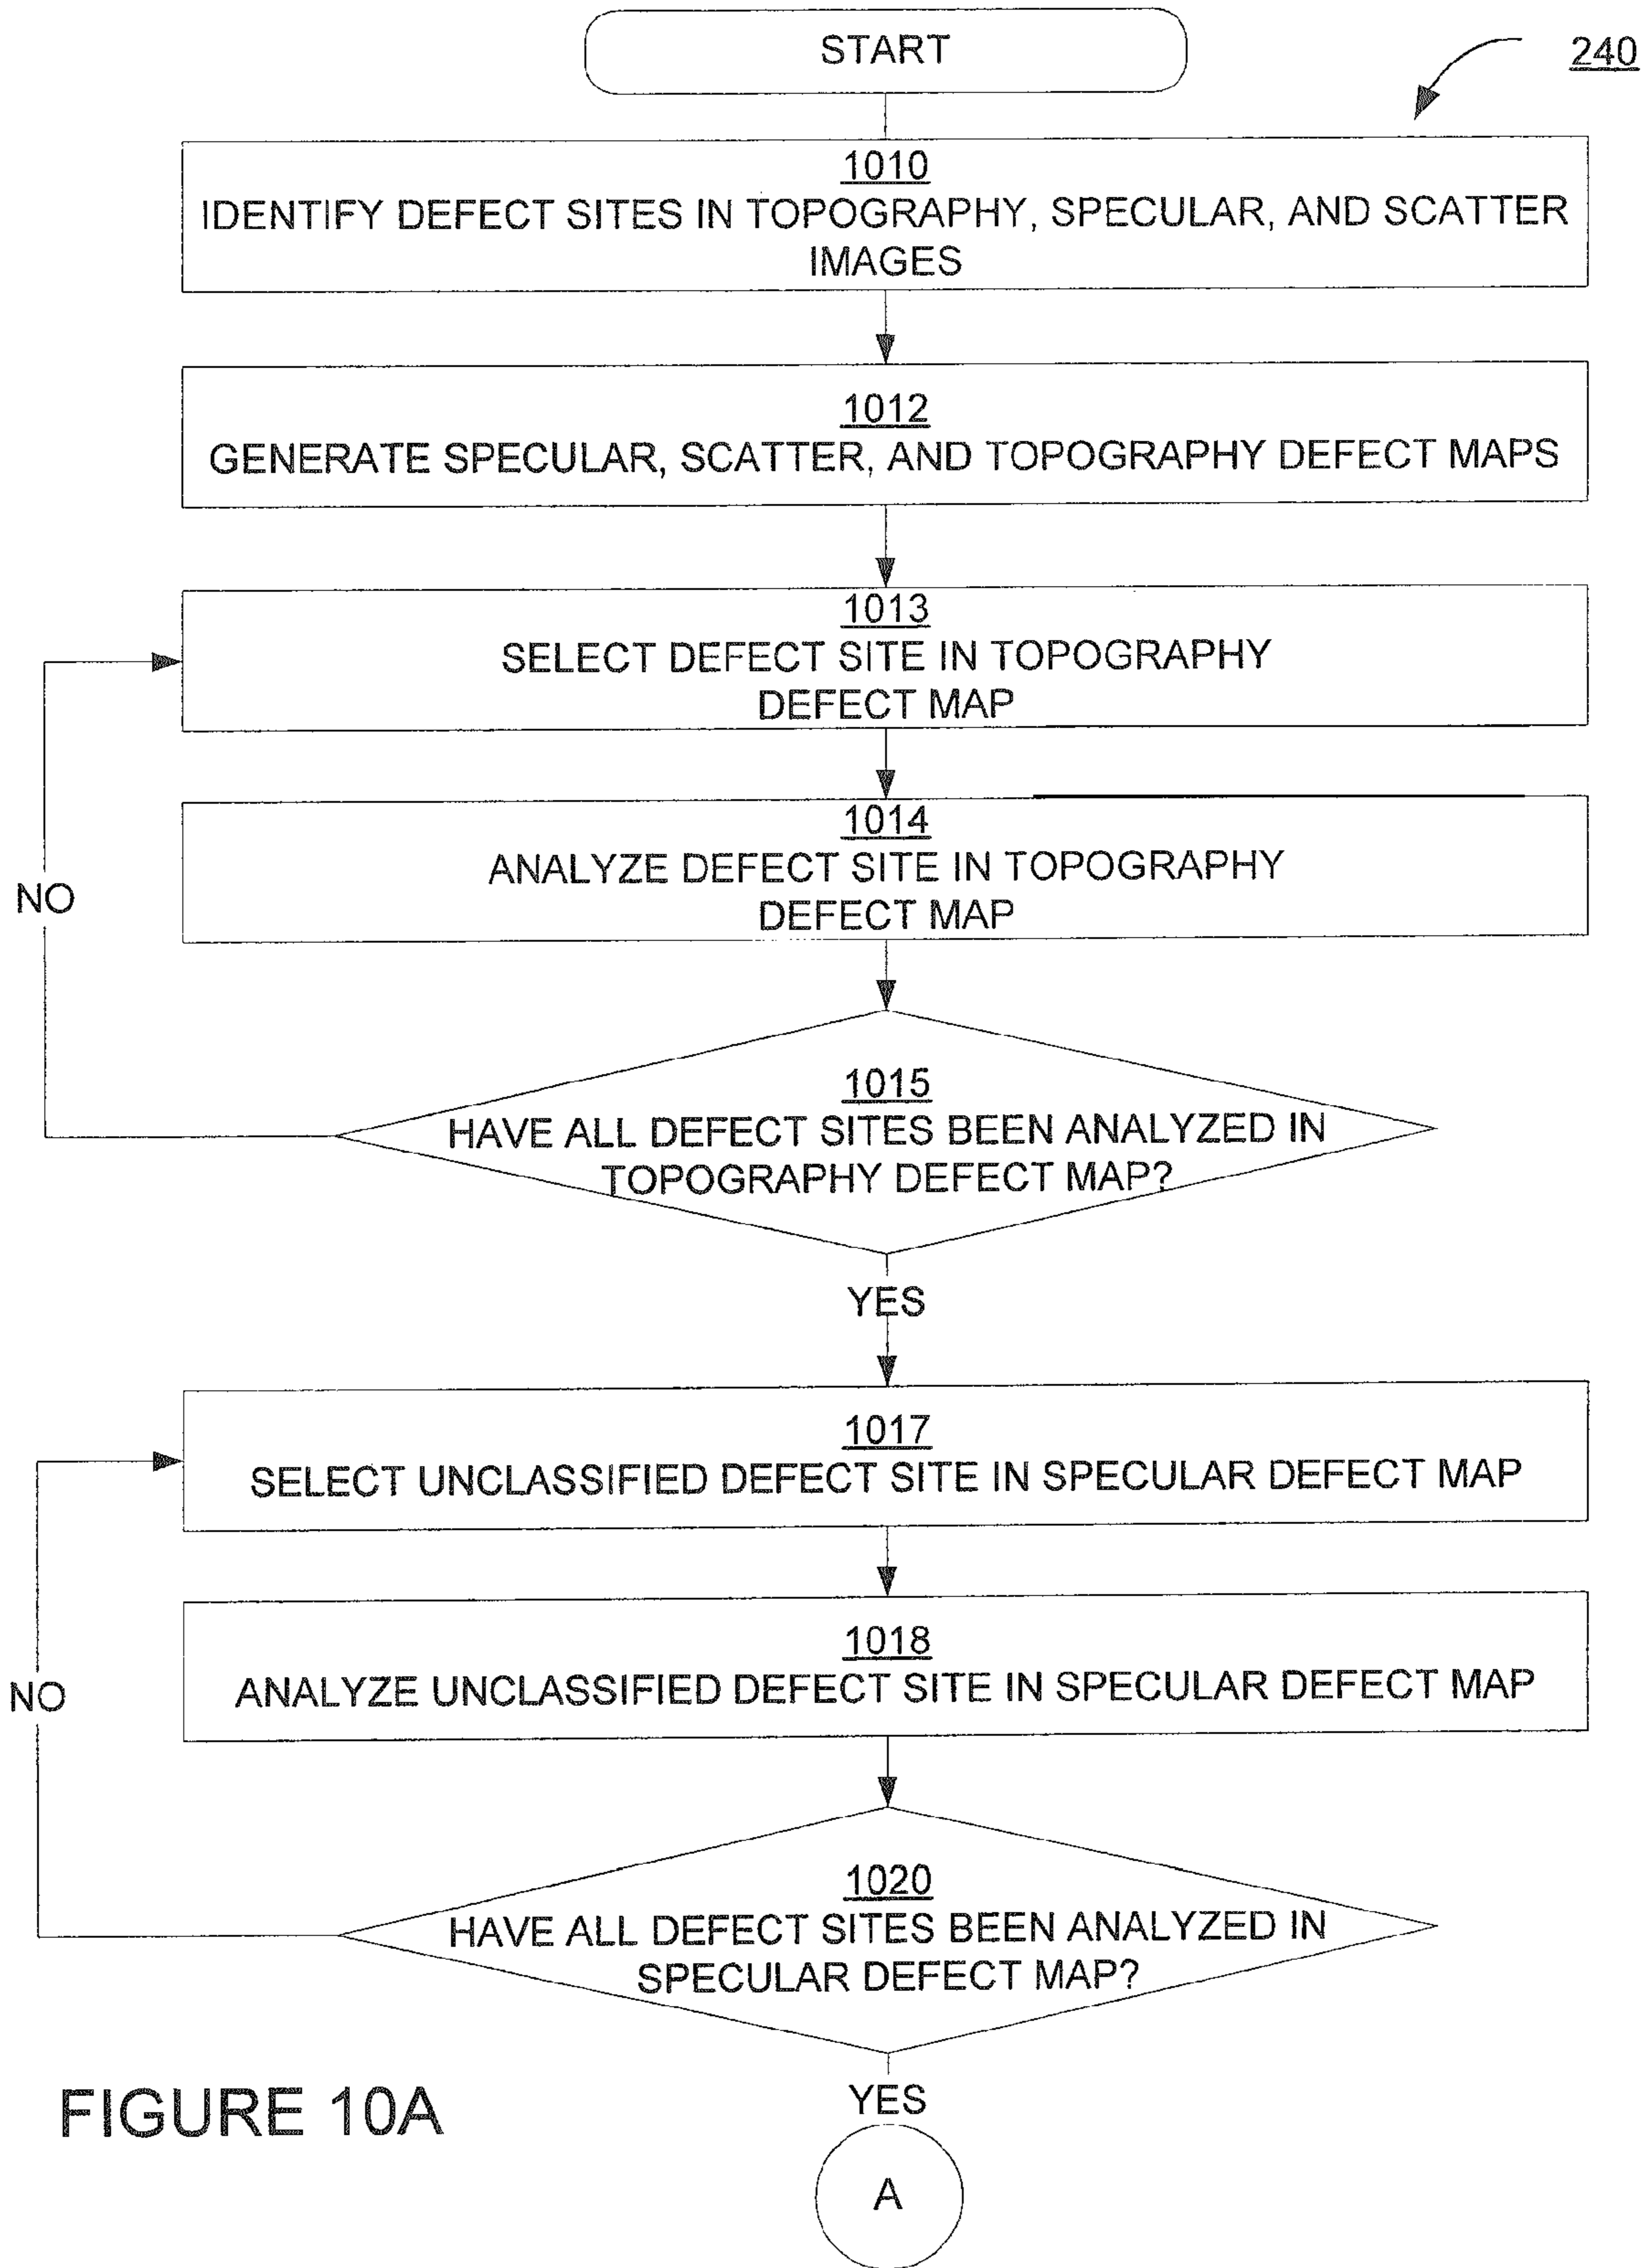 START
240
1010
IDENTIFY DEFECT SITES IN TOPOGRAPHY, SPECULAR, AND SCATTER
IMAGES
1012
GENERATE SPECULAR, SCATTER, AND TOPOGRAPHY DEFECT MAPS
1013
SELECT DEFECT SITE IN TOPOGRAPHY
DEFECT MAP
1014
ANALYZE DEFECT SITE IN TOPOGRAPHY
DEFECT MAP
NO
1015
HAVE ALL DEFECT SITES BEEN ANALYZED IN
TOPOGRAPHY DEFECT MAP?
YES
1017
SELECT UNCLASSIFIED DEFECT SITE IN SPECULAR DEFECT MAP
1018
ANALYZE UNCLASSIFIED DEFECT SITE IN SPECULAR DEFECT MAP
NO
1020
HAVE ALL DEFECT SITES BEEN ANALYZED IN
SPECULAR DEFECT MAP?
YES
FIGURE 10A
A